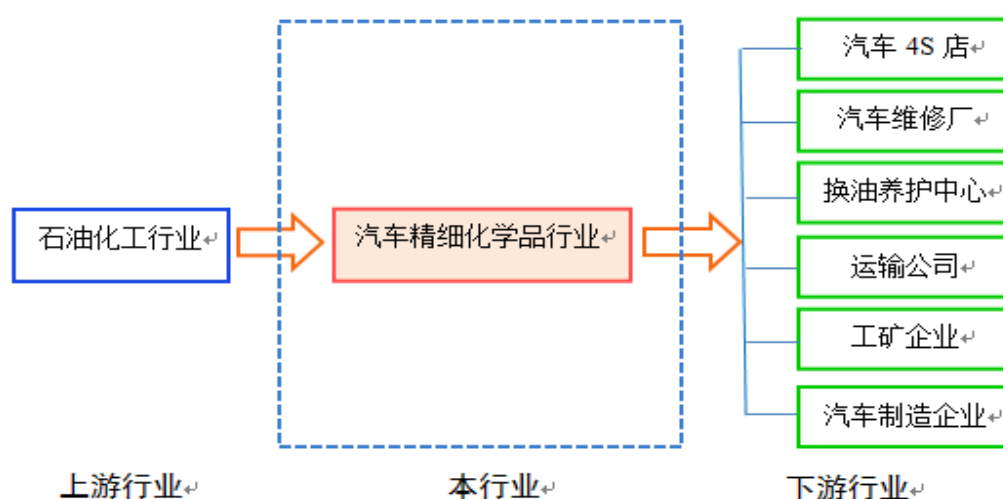 汽车 4S 店
汽车维修厂
换油养护中心
石油化工行业
汽车精细化学品行业
运输公司
工矿企业
汽车制造企业
上游行业
本行业
下游行业